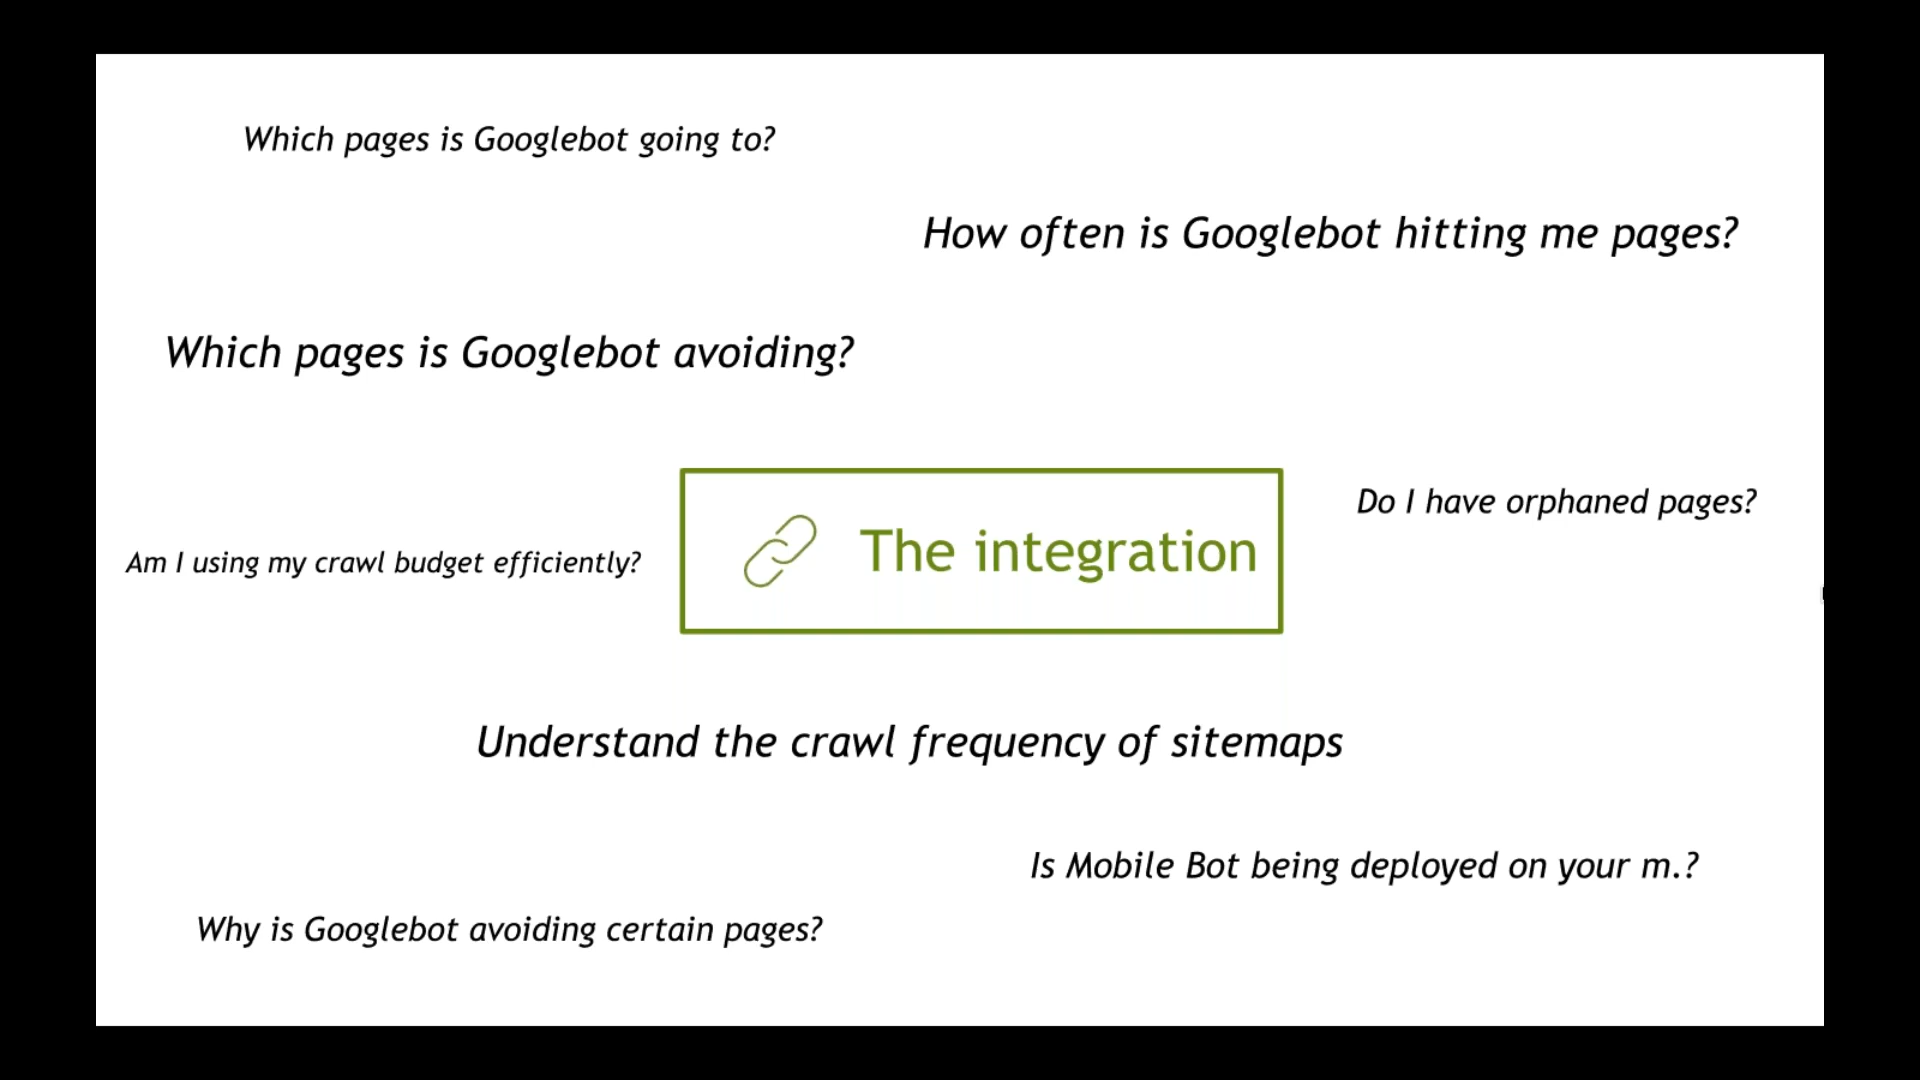 Which pages is Googlebot going to?
How often is Googlebot hitting me pages?
Which pages is Googlebot avoiding?
Do I have orphaned pages?
The integration
Am I using my crawl budget efficiently?
Understand the crawl frequency of sitemaps
Is Mobile Bot being deployed on your m.?
Why is Googlebot avoiding certain pages?